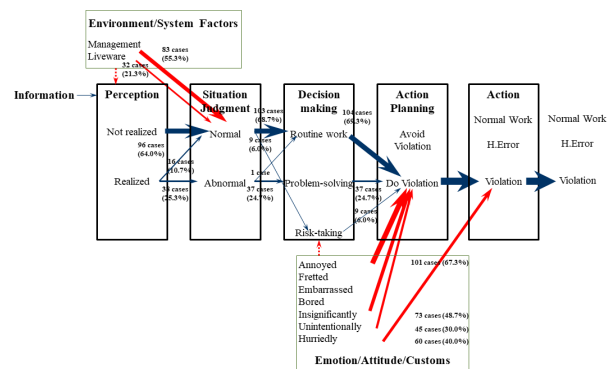 Environment/System Factors
Management
Liveware
83 cases
(55.3%)
32 cases
(21.3%)
Information
Perception
Situation
Judgment
Decision
making
Action
Planning
Action
Not realized
Normal
103 cases
(68.7%)
Routine work
104 cases
(69.3%)
Avoid
Violation
Normal Work
H.Error
Normal Work
H.Error
96 cases
(64.0%)
9 cases
(6.0%)
16 cases
(10.7%)
1 case
Realized
Abnormal
Problem-solving
Do Violation
Violation
Violation
38 cases
(25.3%)
37 cases
(24.7%)
37 cases
(24.7%)
9 cases
(6.0%)
Risk-taking
Annoyed
Fretted
Embarrassed
Bored
Insignificantly
Unintentionally
Hurriedly
101 cases (67.3%)
73 cases (48.7%)
45 cases (30.0%)
60 cases (40.0%)
Emotion/Attitude/Customs